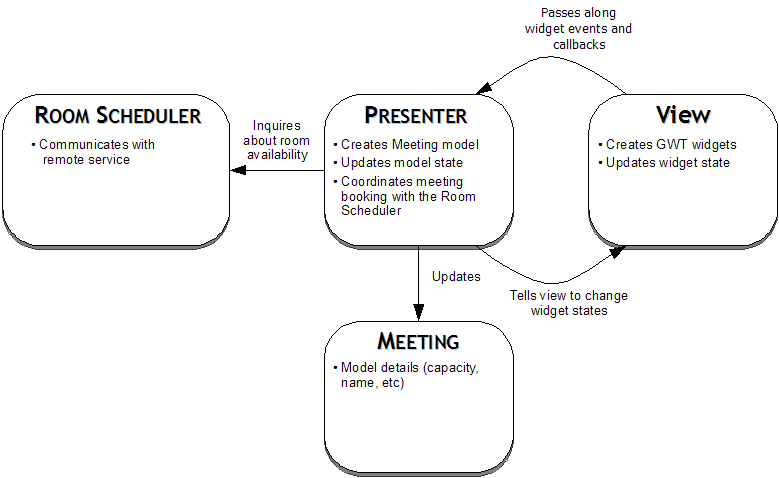 Passes along
widget events and
callbacks
ROOM SCHEDULER
• Communicates with
remote service
Inquires
about room
availability
PRESENTER
• Creates Meeting model
• Updates model state
• Coordinates meeting
booking with the Room
Scheduler
View
• Creates GWT widgets
• Updates widget state
Updates
Tells view to change
widget states
MEETING
• Model details (capacity,
name, etc)